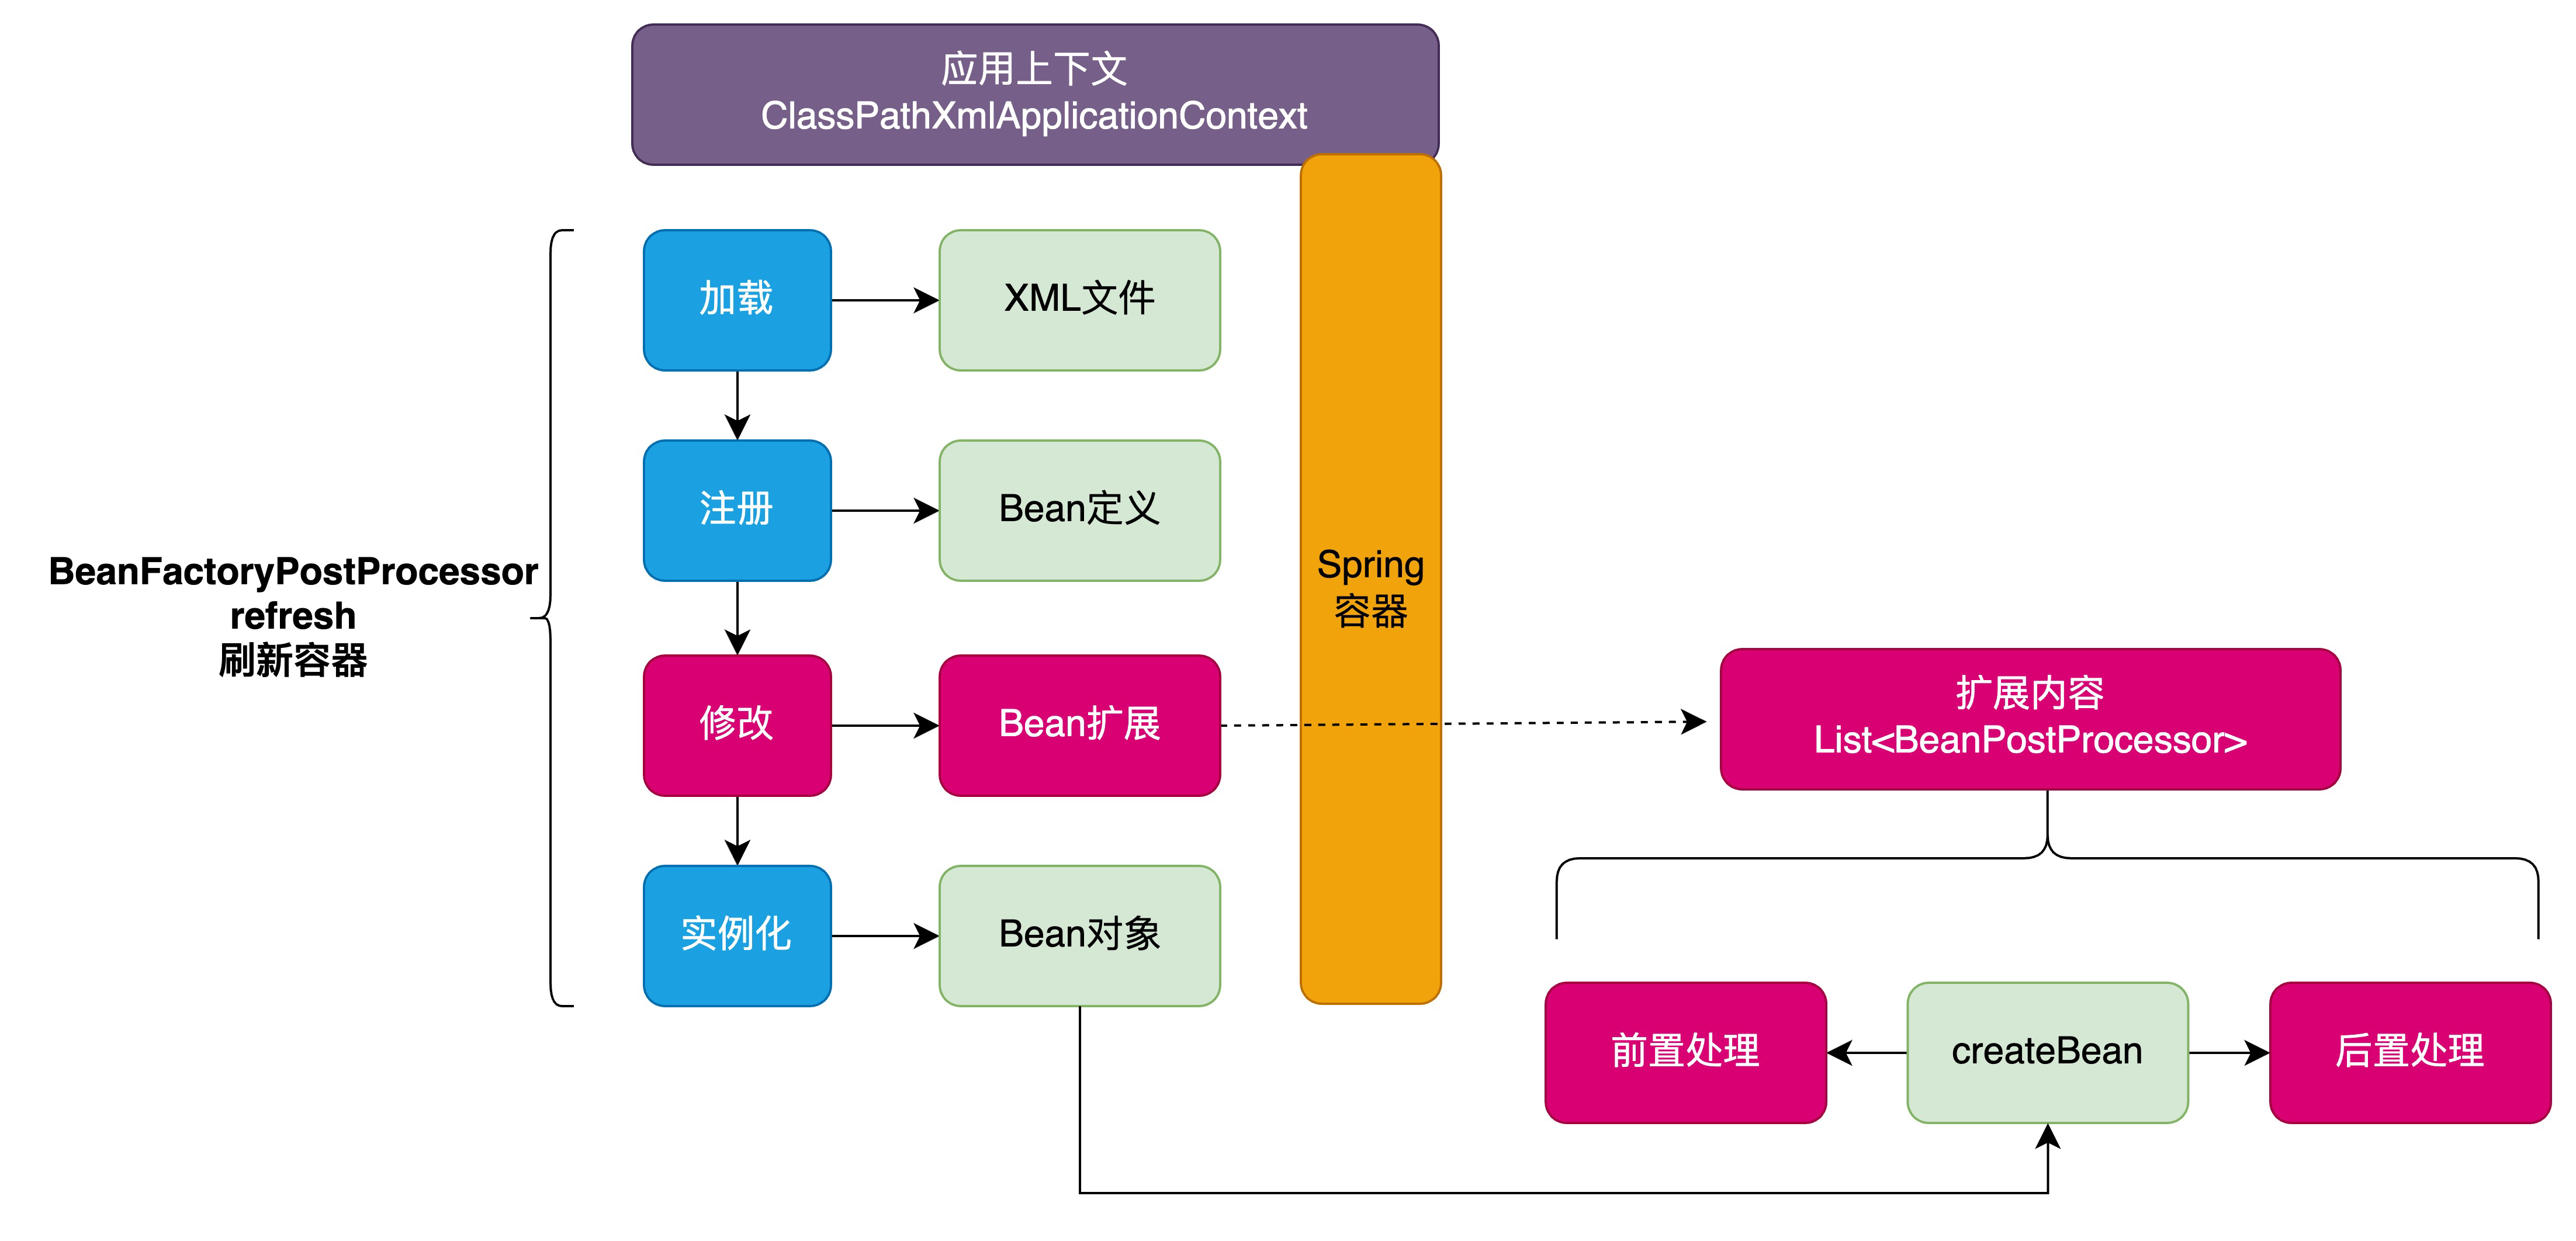 应用上下文
ClassPathXmlApplicationContext
加载
XML文件
注册
Bean定义
BeanFactoryPostProcessor
refresh
刷新容器
Spring
容器
修改
Bean扩展
扩展内容
List<BeanPostProcessor>
实例化
Bean对象
前置处理
createBean
后置处理